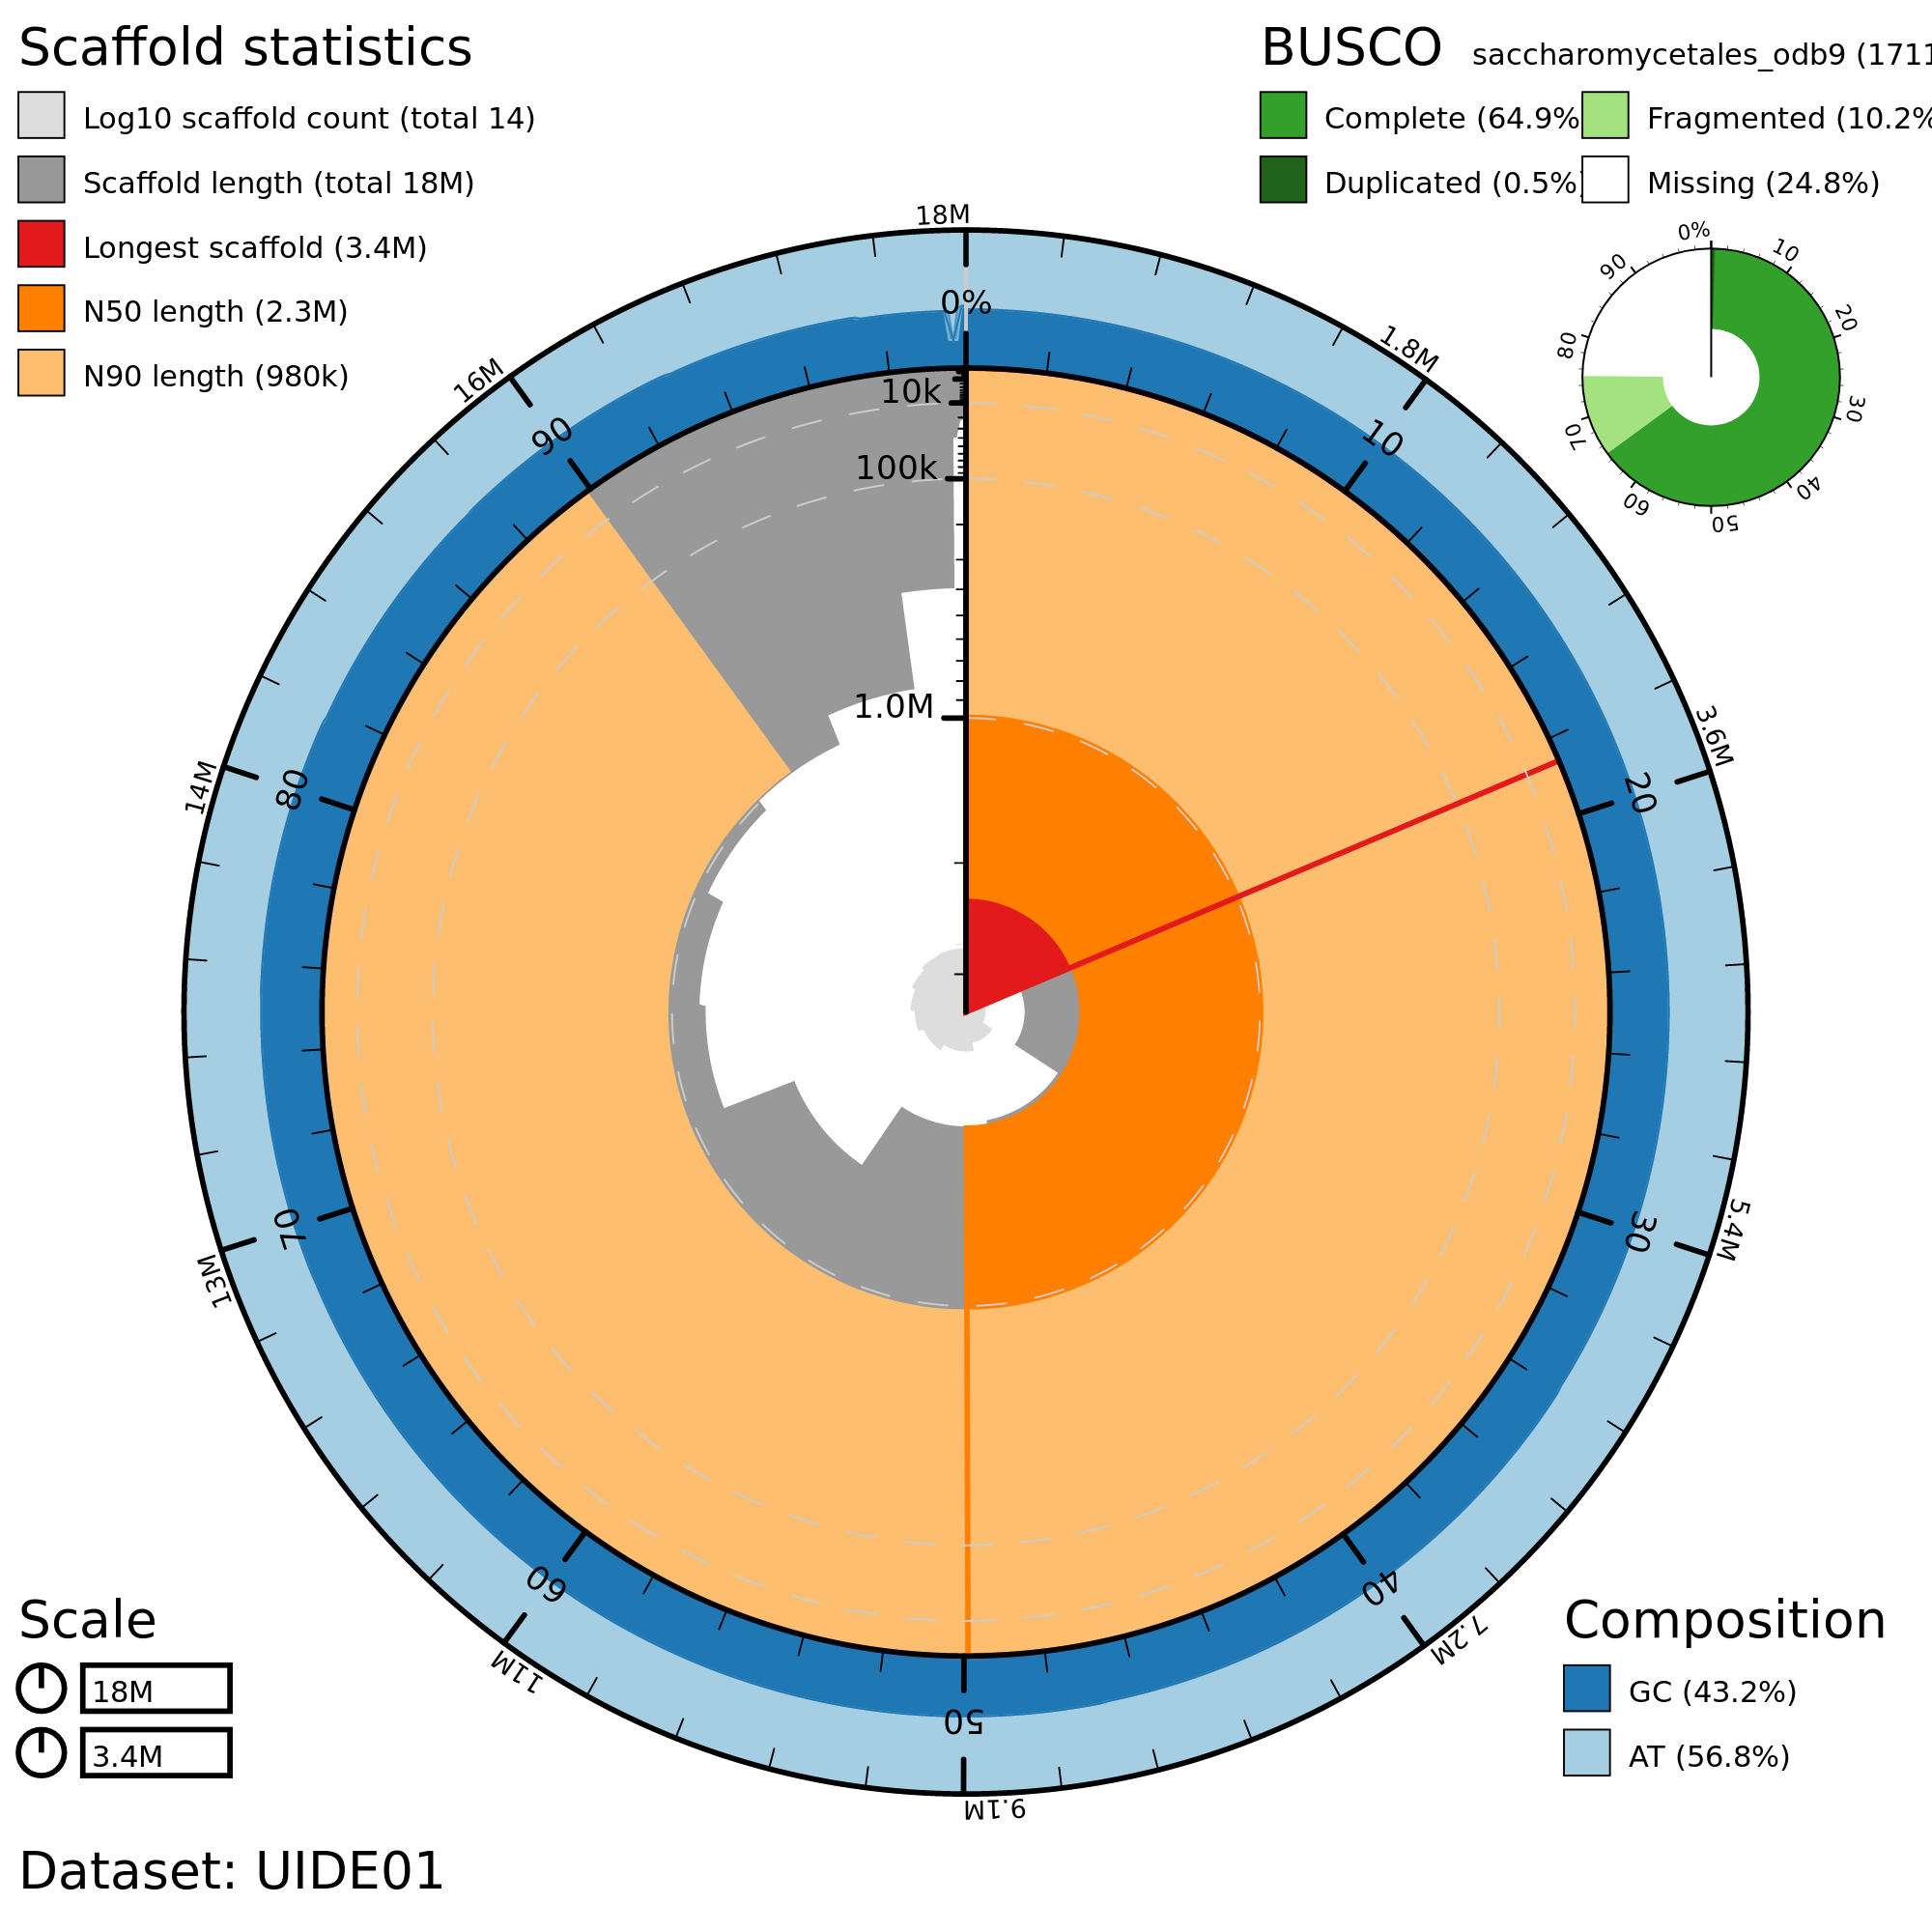 Scaffold statistics
Log10 scaffold count (total 14)
Scaffold length (total 18M)
Longest scaffold (3.4M)
N50 length (2.3M)
N90 length (980k)
BUSCO saccharomycetales_odb9 (1711
Complete (64.9%
Fragmented (10.2%
Duplicated (0.5%)
Missing (24.8%)
0%
10
20
30
40
50
60
70
80
90
18M
1.8M
3.6M
5.4M
7.2M
9.1M
11M
13M
14M
16M
0%
10
20
30
40
50
60
70
80
90
10k
100k
1.0M
Scale
18M
3.4M
Composition
GC (43.2%)
AT (56.8%)
Dataset: UIDE01